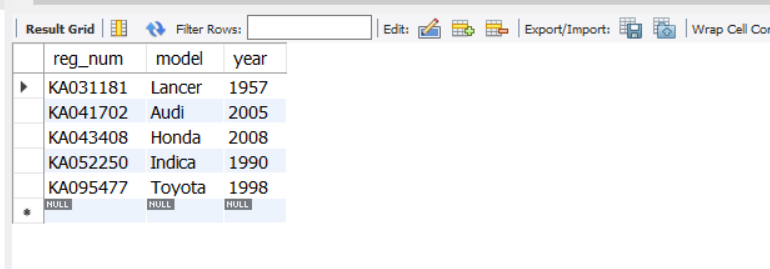 Result Grid Filter Rows: Edit: Export/Import: Wrap Cell Con
reg_num model year
KA031181 Lancer 1957
KA041702 Audi 2005
KA043408 Honda 2008
KA052250 Indica 1990
KA095477 Toyota 1998
NULL NULL NULL